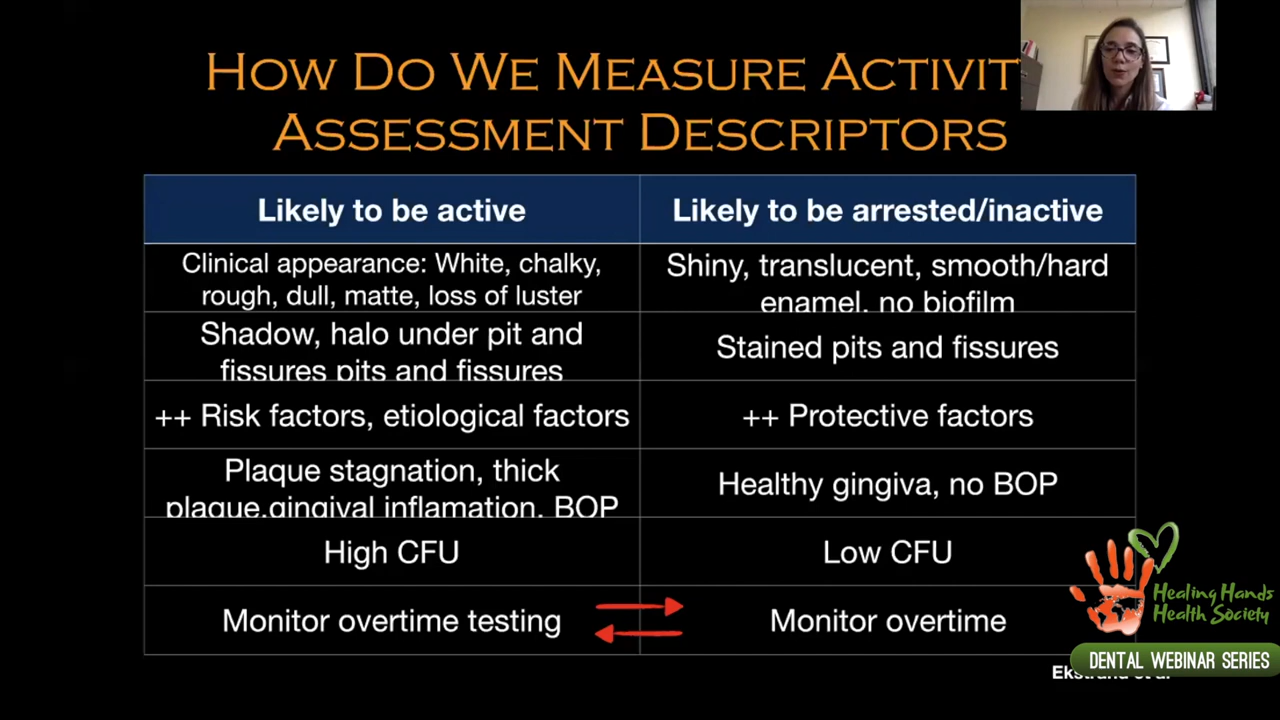 HOW DO WE MEASURE ACTIVIT
ASSESSMENT DESCRIPTORS
Likely to be active
Likely to be arrested/inactive
Clinical appearance: White, chalky,
rough, dull, matte, loss of luster
Shiny, translucent, smooth/hard
enamel, no biofilm
Shadow, halo under pit and
fissures pits and fissures
Stained pits and fissures
++ Risk factors, etiological factors
++ Protective factors
Plaque stagnation, thick
plaque,gingival inflamation, BOP
Healthy gingiva, no BOP
High CFU
Low CFU
Monitor overtime testing
Monitor overtime
Healing Hands
Health Society
DENTAL WEBINAR SERIES